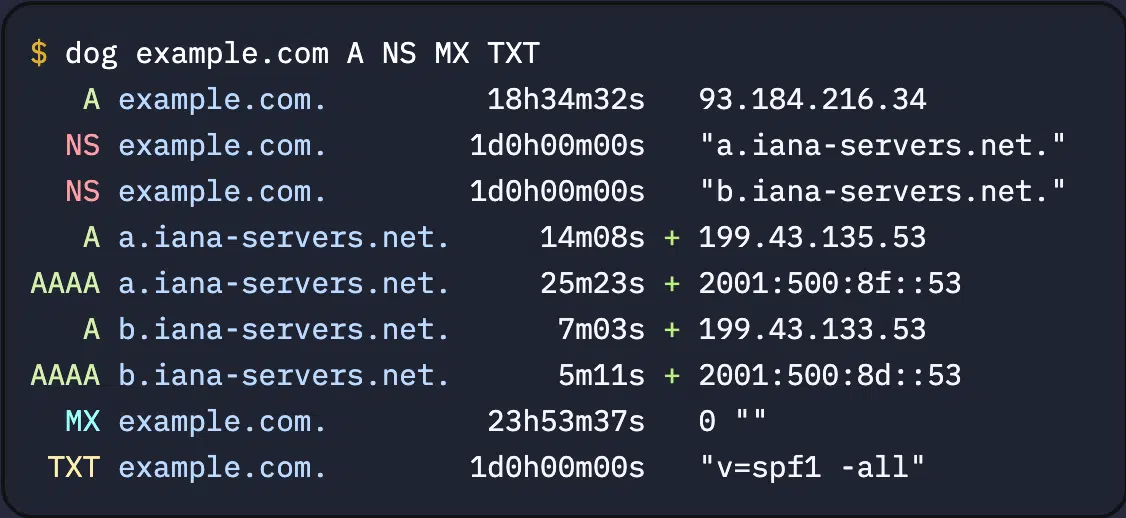 $ dog example.com A NS MX TXT
A example.com. 18h34m32s 93.184.216.34
NS example.com. 1d0h00m00s "a.iana-servers.net."
NS example.com. 1d0h00m00s "b.iana-servers.net."
A a.iana-servers.net. 14m08s + 199.43.135.53
AAAA a.iana-servers.net. 25m23s + 2001:500:8f::53
A b.iana-servers.net. 7m03s + 199.43.133.53
AAAA b.iana-servers.net. 5m11s + 2001:500:8d::53
MX example.com. 23h53m37s 0 ""
TXT example.com. 1d0h00m00s "v=spf1 -all"